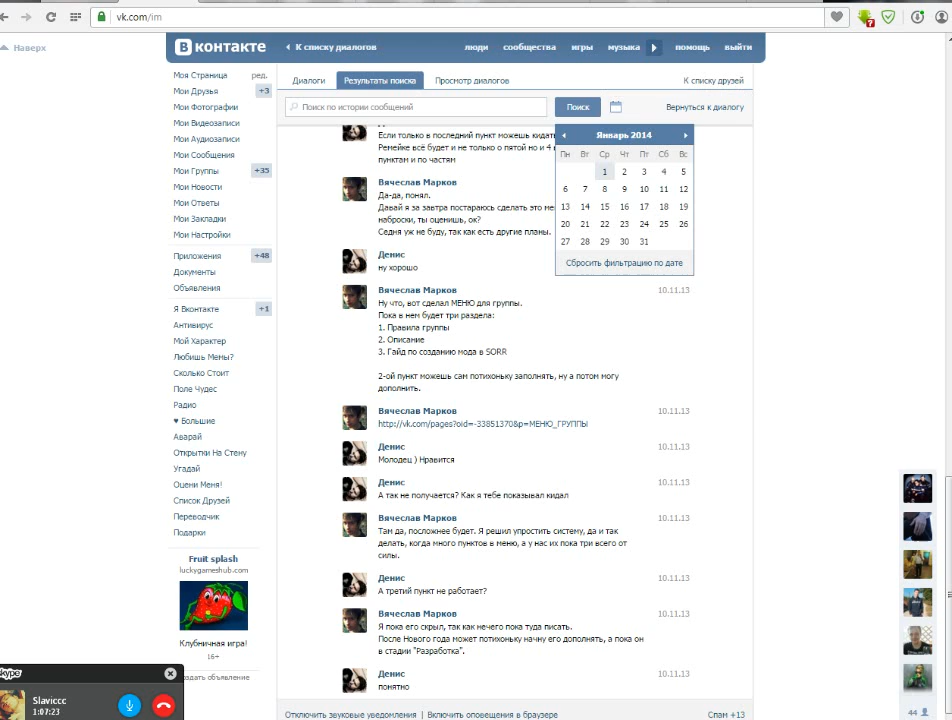 vk.com/im
7
Наверх
В контакте
К списку диалогов
люди сообщества игры музыка помощь выйти
Моя Страница ред.
Мои Друзья +3
Мои Фотографии
Мои Видеозаписи
Мои Аудиозаписи
Мои Сообщения
Мои Группы +35
Мои Новости
Мои Ответы
Мои Закладки
Мои Настройки
Приложения +48
Документы
Объявления
Я Вконтакте +1
Антивирус
Мой Характер
Любишь Мемы?
Сколько Стоит
Поле Чудес
Радио
♥ Большие
Аварай
Открытки На Стену
Угадай
Оцени Меня!
Список Друзей
Переводчик
Подарки
Fruit splash
luckygameshub.com
Клубничная игра!
16+
оздать объявление
Диалоги Результаты поиска Просмотр диалогов К списку друзей
Поиск по истории сообщений Поиск Вернуться к диалогу
Январь 2014
Пн Вт Ср Чт Пт Сб Вс
1 2 3 4 5
6 7 8 9 10 11 12
13 14 15 16 17 18 19
20 21 22 23 24 25 26
27 28 29 30 31
Сбросить фильтрацию по дате
Если только в последний пункт можешь кидать
Ремейке всё будет и не только о пятой но и 4
пунктам и по частям
Вячеслав Марков
Да-да, понял.
Давай я за завтра постараюсь сделать это
наброски, ты оценишь, ок?
Седня уж не буду, так как есть другие планы.
Денис
ну хорошо
Вячеслав Марков 10.11.13
Ну что, вот сделал МЕНЮ для группы.
Пока в нем будет три раздела:
1. Правила группы
2. Описание
3. Гайд по созданию мода в SORR
2-ой пункт можешь сам потихоньку заполнять, ну а потом могу
дополнить.
Вячеслав Марков 10.11.13
http://vk.com/pages?oid=-33851370&p=МЕНЮ_ГРУППЫ
Денис 10.11.13
Молодец ) Нравится
Денис 10.11.13
А так не получается? Как я тебе показывал кидал
Вячеслав Марков 10.11.13
Там да, посложнее будет. Я решил упростить систему, да и так
делать, когда много пунктов в меню, а у нас их пока три всего от
силы.
Денис 10.11.13
А третий пункт не работает?
Вячеслав Марков 10.11.13
Я пока его скрыл, так как нечего пока туда писать.
После Нового года может потихоньку начну его дополнять, а пока он
в стадии "Разработка".
Денис 10.11.13
понятно
Отключить звуковые уведомления | Включить оповещения в браузере Спам +13
44
skype
Slaviccc
1:07:23